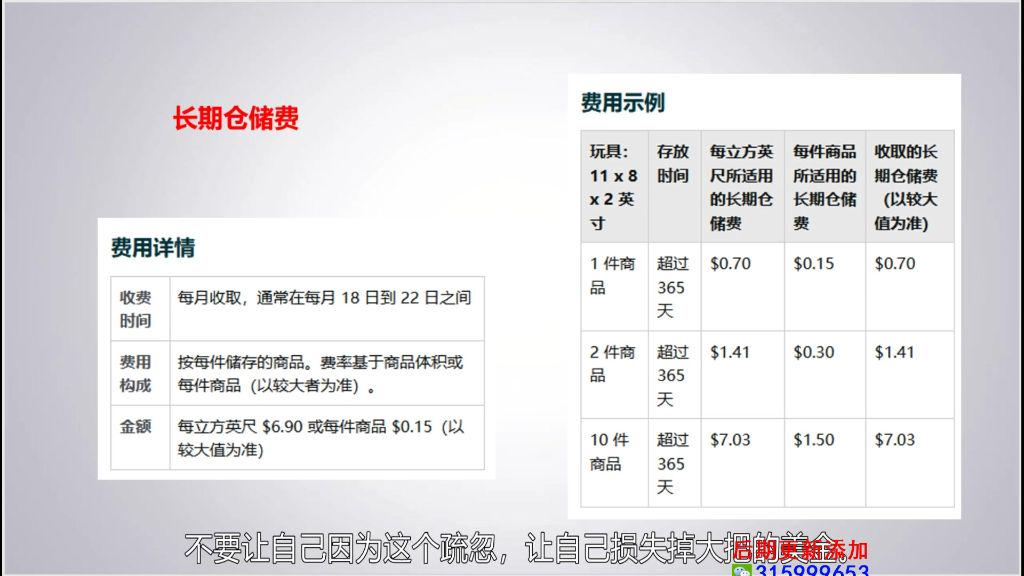 长期仓储费
费用详情
收费
时间
每月收取，通常在每月 18 日到 22 日之间
费用
构成
按每件储存的商品。费率基于商品体积或
每件商品（以较大者为准）。
金额
每立方英尺 $6.90 或每件商品 $0.15（以
较大值为准）
费用示例
玩具：
11 x 8
x 2 英
寸
存放
时间
每立方英
尺所适用
的长期仓
储费
每件商品
所适用的
长期仓储
费
收取的长
期仓储费
（以较大
值为准）
1 件商
品
超过
365
天
$0.70
$0.15
$0.70
2 件商
品
超过
365
天
$1.41
$0.30
$1.41
10 件
商品
超过
365
天
$7.03
$1.50
$7.03
不要让自己因为这个疏忽，让自己损失掉大把的美金
后期更新添加
315999653